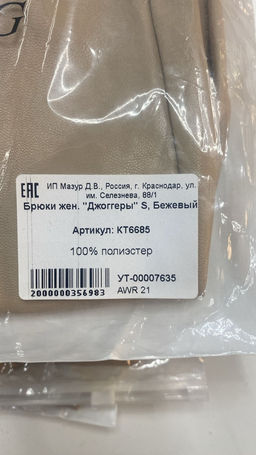 G
EAC ИП Мазур Д.В., Россия, г. Краснодар, ул.
им. Селезнева, 88/1
Брюки жен. "Джоггеры" S, Бежевый
Артикул: КТ6685
100% полиэстер
УТ-00007635
2000000356983 AWR 21